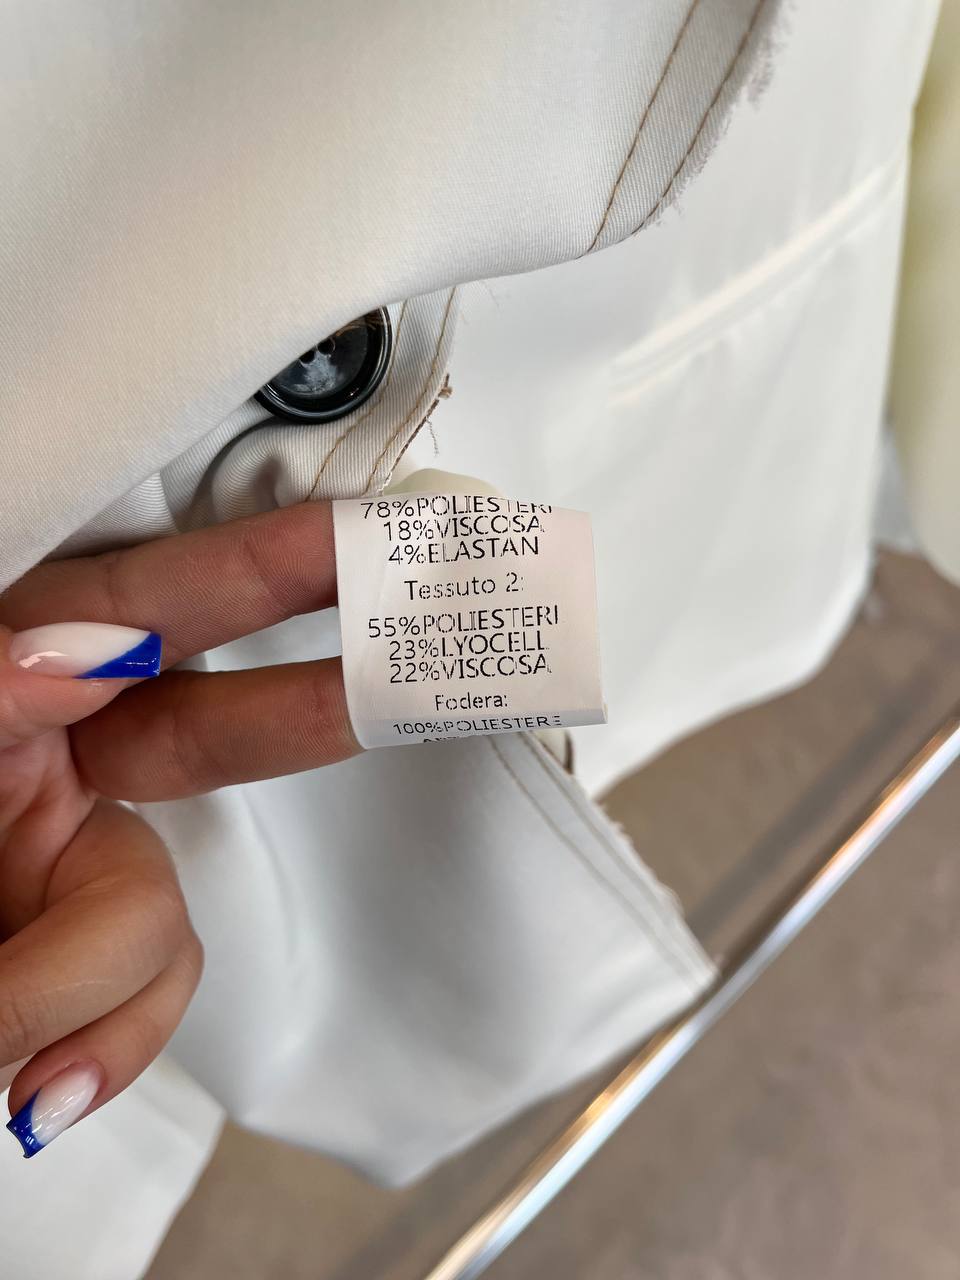 78%POLIESTERI
18%VISCOSA
4%ELASTAN
Tessuto 2:
55%POLIESTERI
23%LYOCELL
22%VISCOSA
Fodera:
100%POLIESTERE